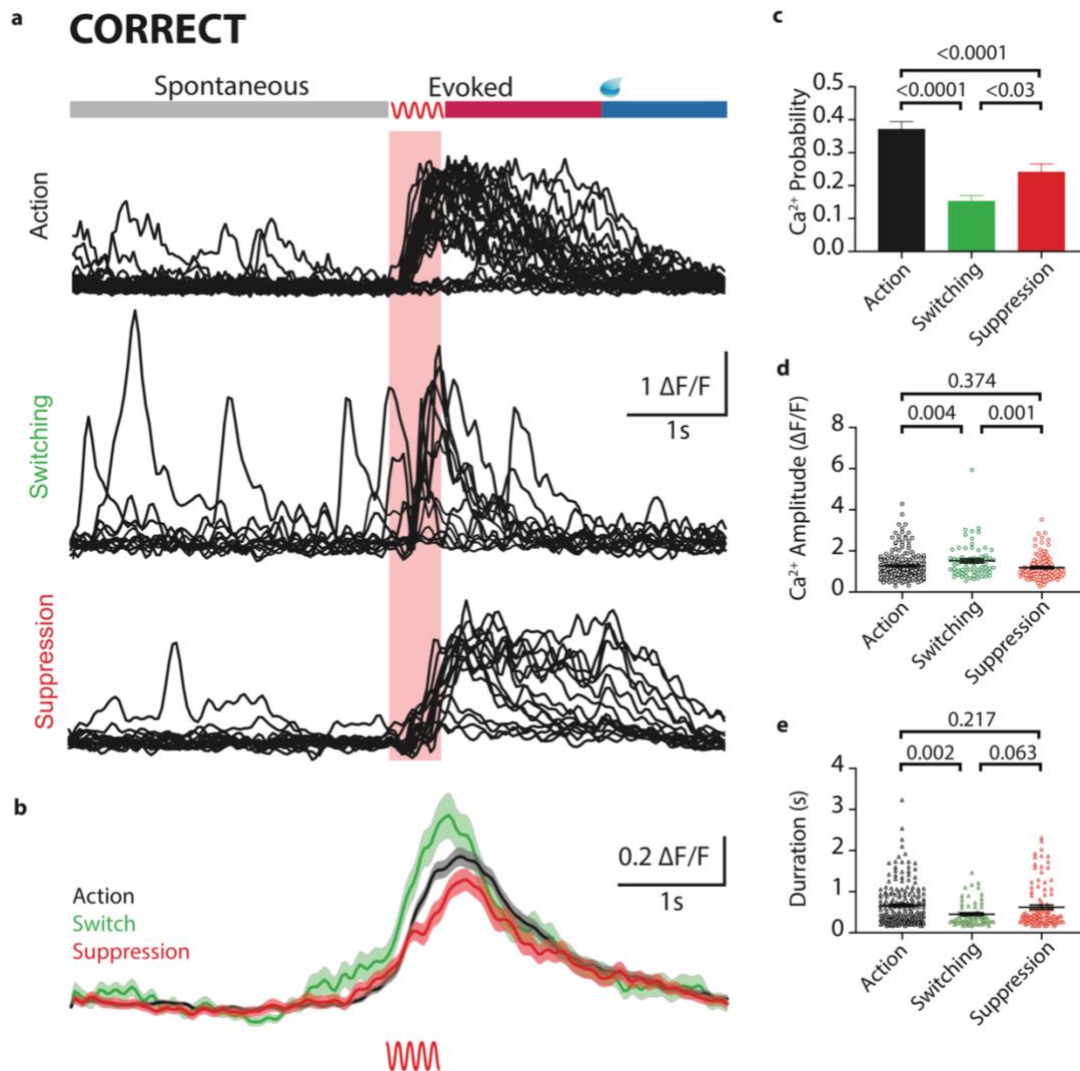 a
CORRECT
Spontaneous
Evoked
Action
Switching
Suppression
1 ΔF/F
1s
b
0.2 ΔF/F
1s
Action
Switch
Suppression
c
<0.0001
<0.0001
<0.03
Ca²⁺ Probability
0.5
0.4
0.3
0.2
0.1
0.0
Action
Switching
Suppression
d
0.374
0.004
0.001
Ca²⁺ Amplitude (ΔF/F)
8
6
4
2
0
Action
Switching
Suppression
e
0.217
0.002
0.063
Durration (s)
4
3
2
1
0
Action
Switching
Suppression